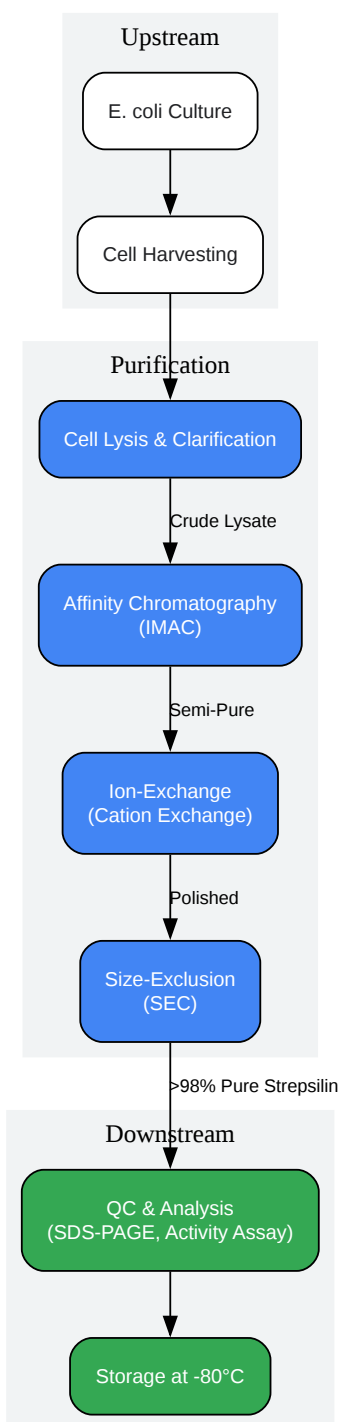 Upstream
E. coli Culture
Cell Harvesting
Purification
Cell Lysis & Clarification
Crude Lysate
Affinity Chromatography
(IMAC)
Semi-Pure
Ion-Exchange
(Cation Exchange)
Polished
Size-Exclusion
(SEC)
>98% Pure Strepsilin
Downstream
QC & Analysis
(SDS-PAGE, Activity Assay)
Storage at -80°C